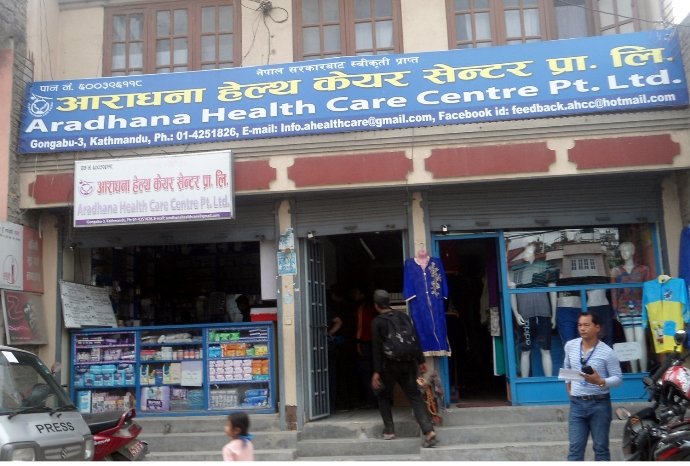 नेपाल सरकारबाट स्वीकृती प्राप्त
पान नं. ६००३२६११८
आराधना हेल्थ केयर सेन्टर प्रा. लि.
Aradhana Health Care Centre Pt. Ltd.
Gongabu-3, Kathmandu, Ph.: 01-4251826, E-mail: Info.ahealthcare@gmail.com, Facebook id: feedback.ahcc@hotmail.com
आराधना हेल्थ केयर सेन्टर प्रा. लि.
Aradhana Health Care Centre Pt. Ltd.
PRESS